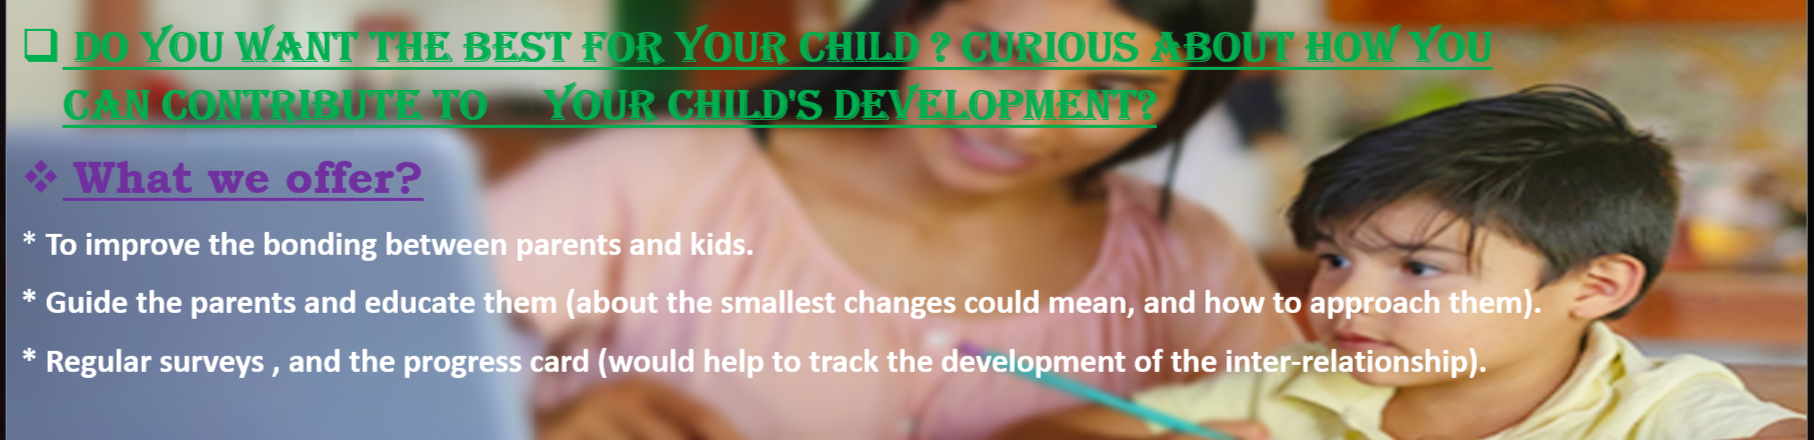 ❑ DO YOU WANT THE BEST FOR YOUR CHILD ? CURIOUS ABOUT HOW YOU
CAN CONTRIBUTE TO YOUR CHILD'S DEVELOPMENT?
❖ What we offer?
* To improve the bonding between parents and kids.
* Guide the parents and educate them (about the smallest changes could mean, and how to approach them).
* Regular surveys , and the progress card (would help to track the development of the inter-relationship).